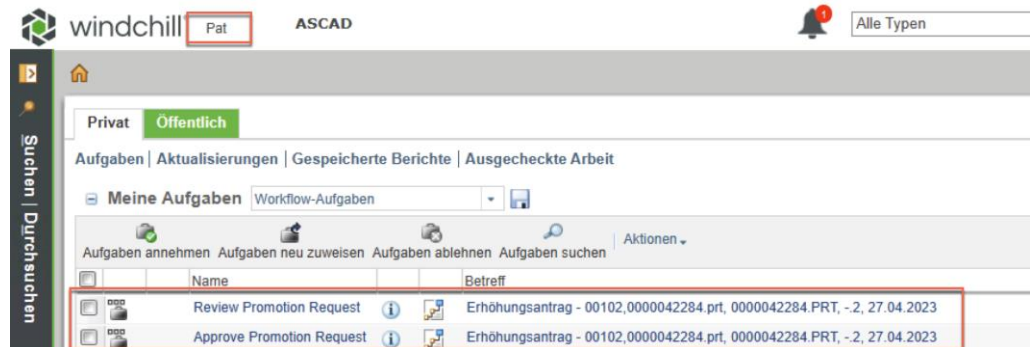 windchill Pat ASCAD 1 Alle Typen
Privat Öffentlich
Aufgaben | Aktualisierungen | Gespeicherte Berichte | Ausgecheckte Arbeit
Meine Aufgaben Workflow-Aufgaben
Aufgaben annehmen Aufgaben neu zuweisen Aufgaben ablehnen Aufgaben suchen Aktionen
Name Betreff
Review Promotion Request Erhöhungsantrag - 00102,0000042284.prt, 0000042284.PRT, -.2, 27.04.2023
Approve Promotion Request Erhöhungsantrag - 00102,0000042284.prt, 0000042284.PRT, -.2, 27.04.2023
Suchen | Durchsuchen